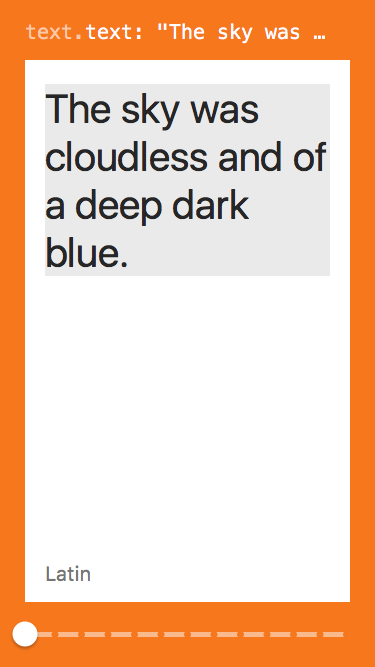 text.text: "The sky was …
The sky was
cloudless and of
a deep dark
blue.
Latin